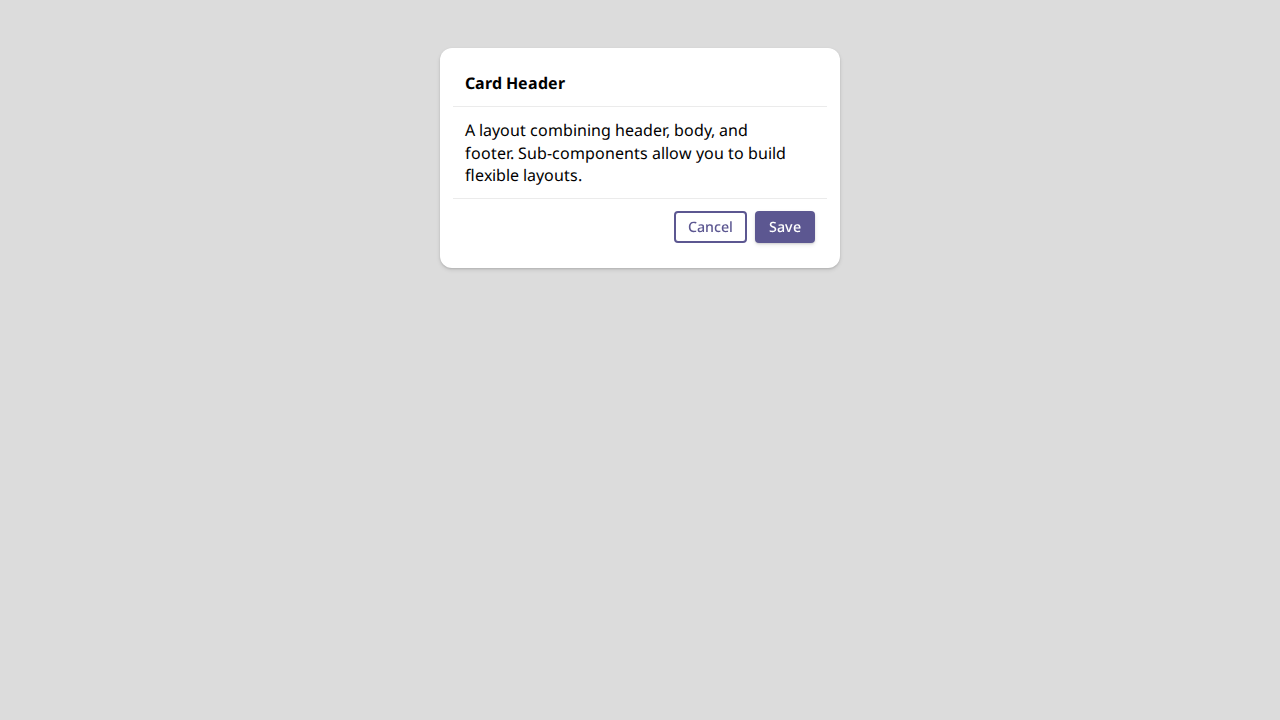 Card Header
A layout combining header, body, and
footer. Sub-components allow you to build
flexible layouts.
Cancel Save